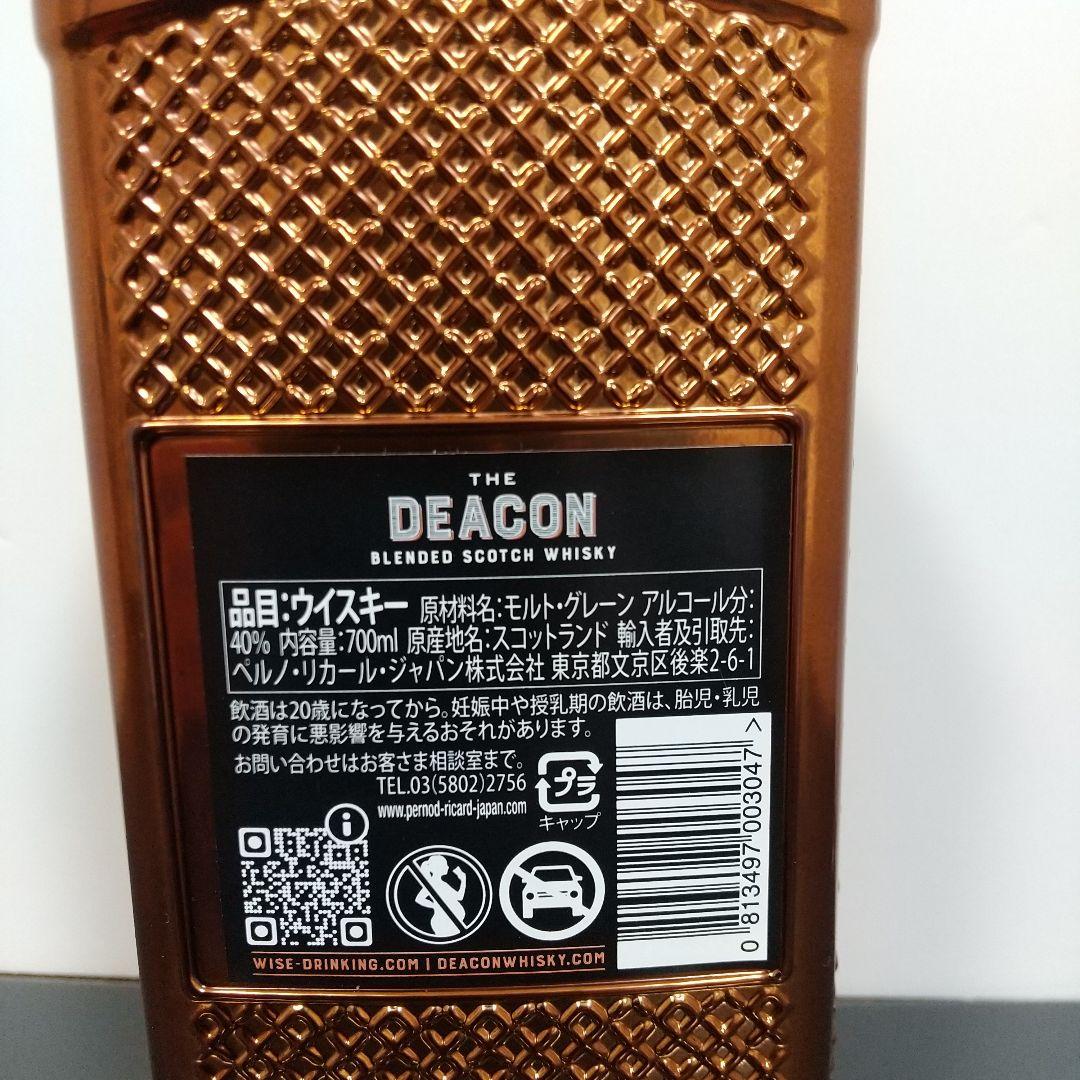 THE
DEACON
BLENDED SCOTCH WHISKY
品目:ウイスキー 原材料名:モルト・グレーン アルコール分:
40% 内容量:700ml 原産地名:スコットランド 輸入者及引取先:
ペルノ・リカール・ジャパン株式会社 東京都文京区後楽2-6-1
飲酒は20歳になってから。妊娠中や授乳期の飲酒は、胎児・乳児
の発育に悪影響を与えるおそれがあります。
お問い合わせはお客さま相談室まで。
TEL.03(5802)2756
www.pernod-ricard-japan.com
プラ
キャップ
i
0 813497 003047 >
WISE-DRINKING.COM | DEACONWHISKY.COM